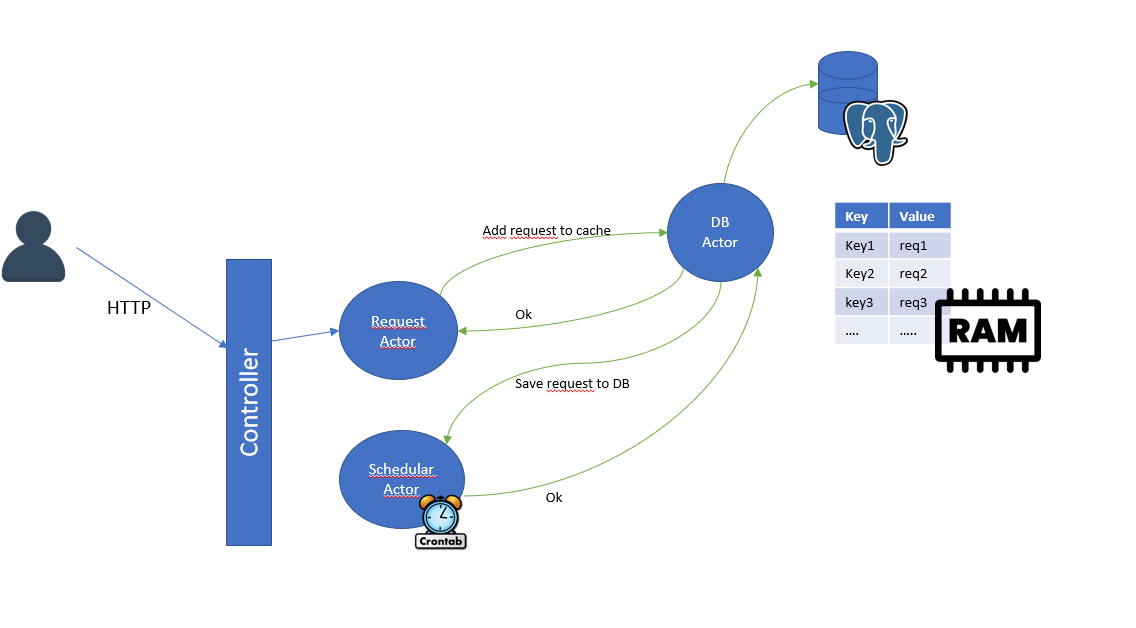 DB
Actor
Key Value
Key1 req1
Key2 req2
key3 req3
.... .....
RAM
Add request to cache
HTTP
Ok
Request
Actor
Controller
Save request to DB
Schedular
Actor
Ok
Crontab